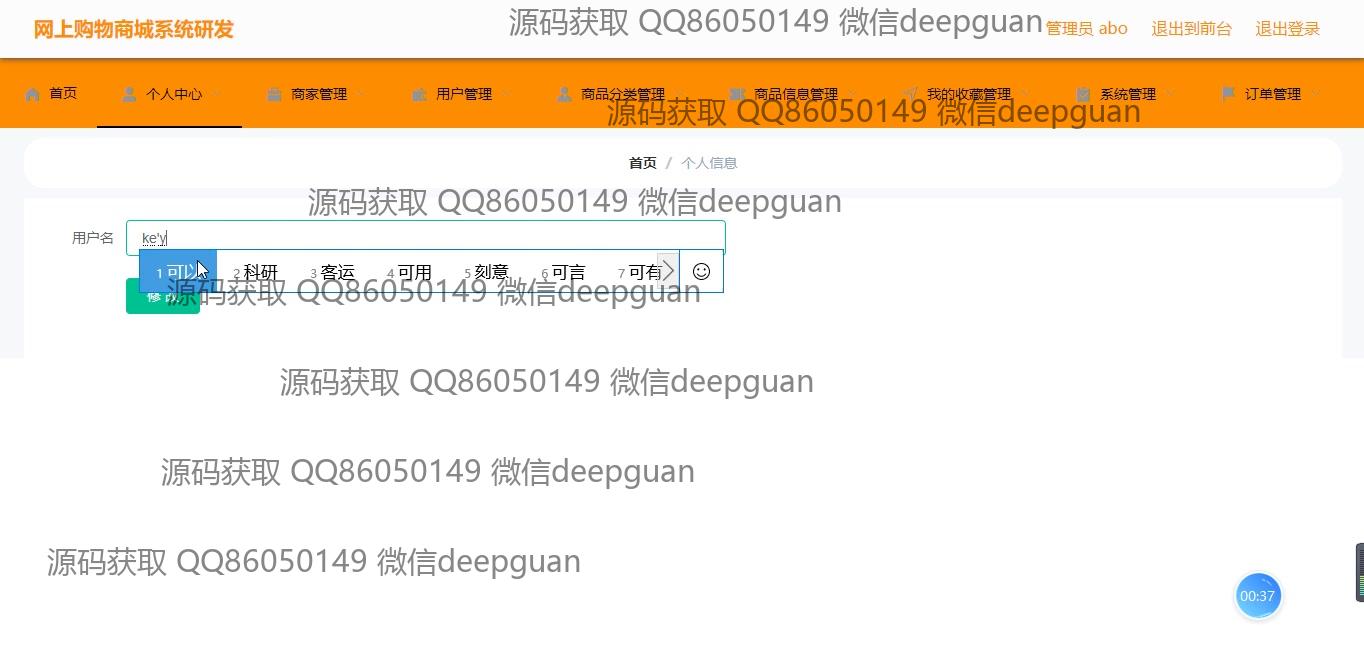 网上购物商城系统研发
源码获取 QQ86050149 微信deepguan
管理员 abo 退出到前台 退出登录
首页 个人中心 商家管理 用户管理 商品分类管理 商品信息管理 我的收藏管理 系统管理 订单管理
源码获取 QQ86050149 微信deepguan
首页 / 个人信息
源码获取 QQ86050149 微信deepguan
用户名 ke'y
1 可以 2 科研 3 客运 4 可用 5 刻意 6 可言 7 可有
修改
源码获取 QQ86050149 微信deepguan
源码获取 QQ86050149 微信deepguan
源码获取 QQ86050149 微信deepguan
源码获取 QQ86050149 微信deepguan
00:37